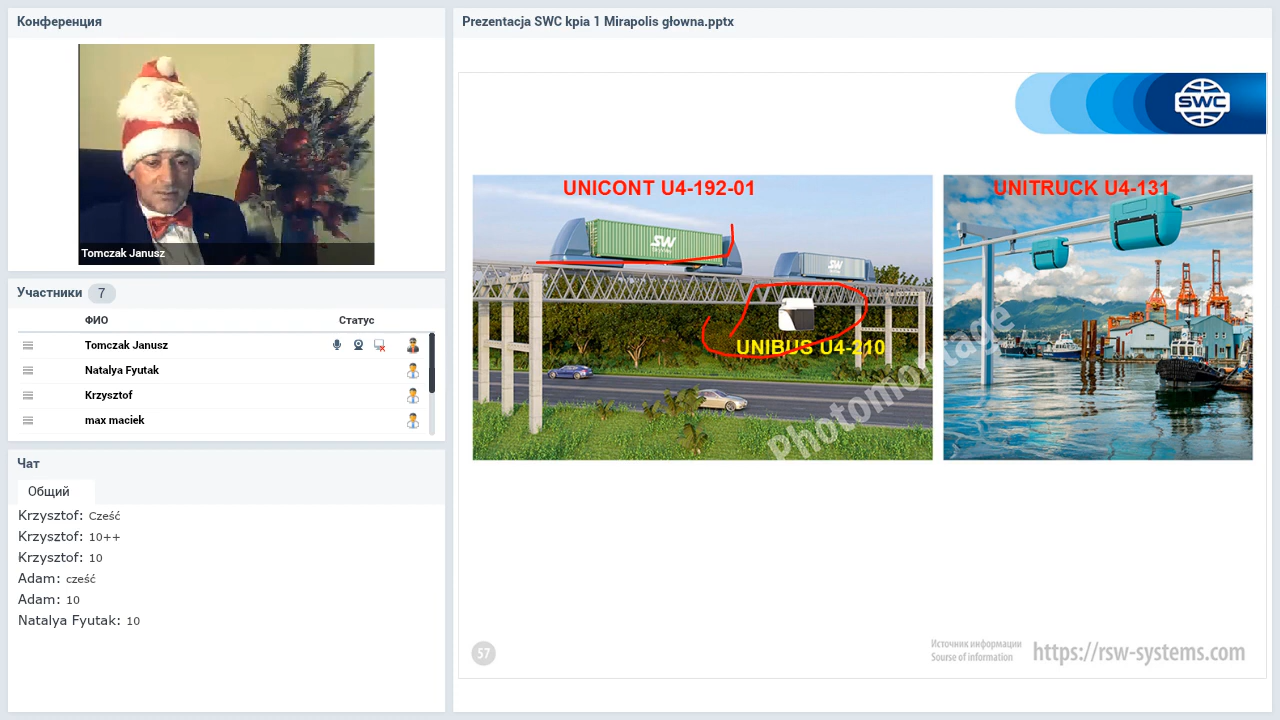 Конференция
Tomczak Janusz
Участники 7
ФИО Статус
Tomczak Janusz
Natalya Fyutak
Krzysztof
max maciek
Чат
Общий
Krzysztof: Cześć
Krzysztof: 10++
Krzysztof: 10
Adam: cześć
Adam: 10
Natalya Fyutak: 10
Prezentacja SWC kpia 1 Mirapolis głowna.pptx
SWC
UNICONT U4-192-01
SW
SW
UNIBUS U4-210
Photomontage
UNITRUCK U4-131
57
Источник информации
Sourse of information
https://rsw-systems.com